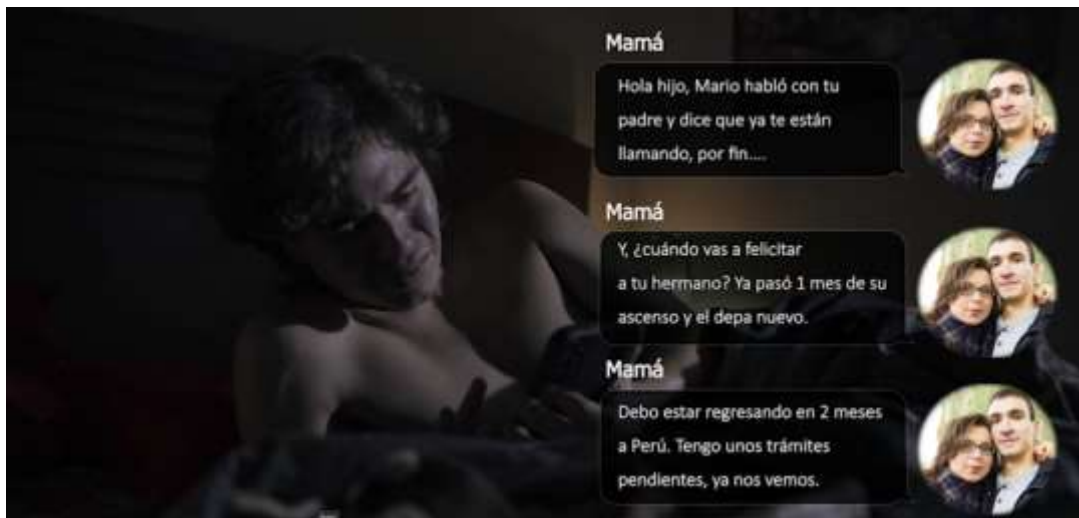 Mamá
Hola hijo, Mario habló con tu
padre y dice que ya te están
llamando, por fin....
Mamá
Y, ¿cuándo vas a felicitar
a tu hermano? Ya pasó 1 mes de su
ascenso y el depa nuevo.
Mamá
Debo estar regresando en 2 meses
a Perú. Tengo unos trámites
pendientes, ya nos vemos.